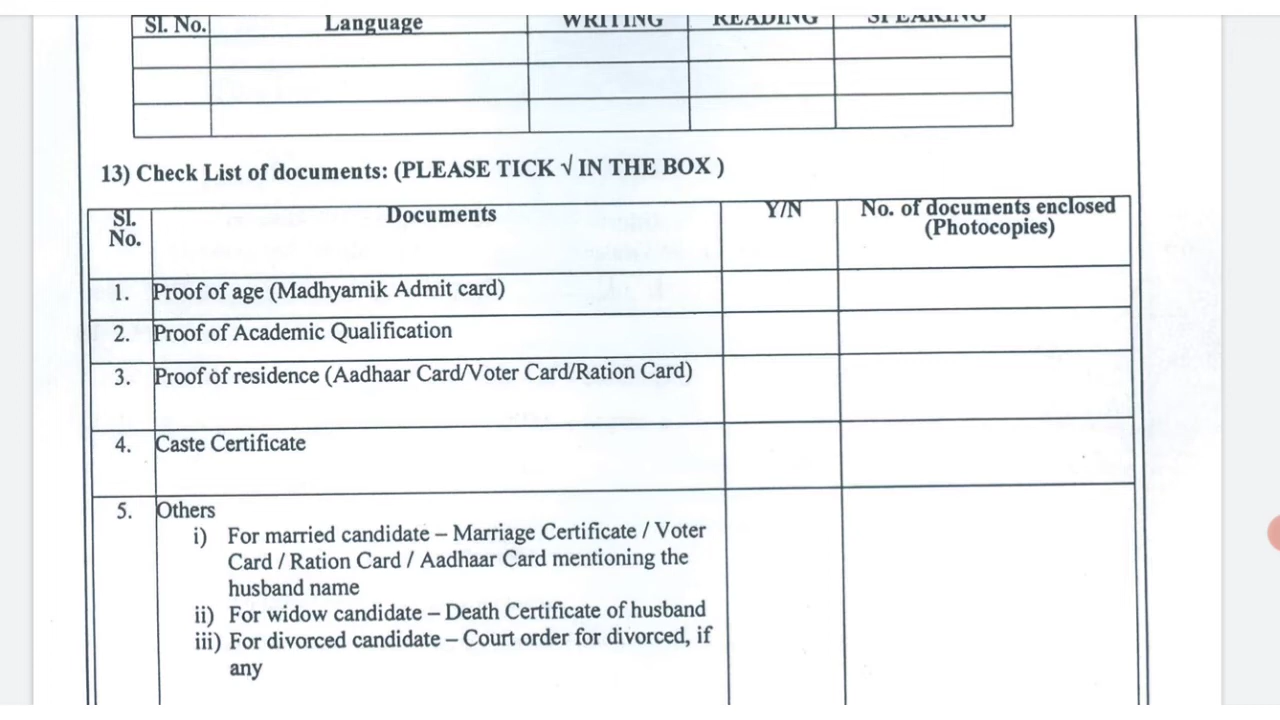 Sl. No. Language WRITING READING SPEAKING
13) Check List of documents: (PLEASE TICK √ IN THE BOX )
Sl. No. Documents Y/N No. of documents enclosed (Photocopies)
1. Proof of age (Madhyamik Admit card)
2. Proof of Academic Qualification
3. Proof of residence (Aadhaar Card/Voter Card/Ration Card)
4. Caste Certificate
5. Others
i) For married candidate – Marriage Certificate / Voter
Card / Ration Card / Aadhaar Card mentioning the
husband name
ii) For widow candidate – Death Certificate of husband
iii) For divorced candidate – Court order for divorced, if
any